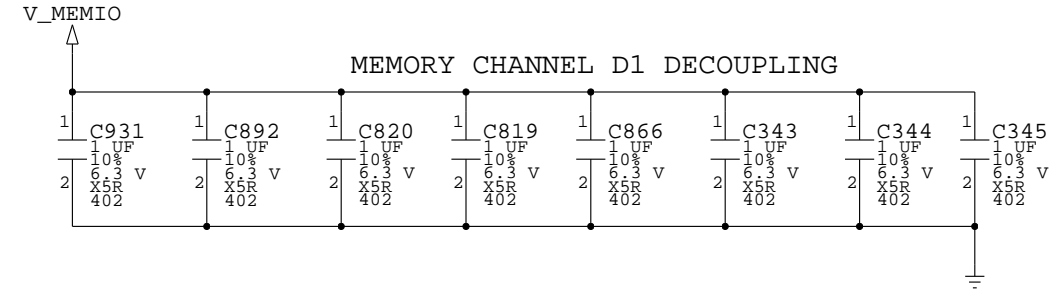 V_MEMIO
MEMORY CHANNEL D1 DECOUPLING
1
C931
1 UF
10%
6.3 V
X5R
402
2
1
C892
1 UF
10%
6.3 V
X5R
402
2
1
C820
1 UF
10%
6.3 V
X5R
402
2
1
C819
1 UF
10%
6.3 V
X5R
402
2
1
C866
1 UF
10%
6.3 V
X5R
402
2
1
C343
1 UF
10%
6.3 V
X5R
402
2
1
C344
1 UF
10%
6.3 V
X5R
402
2
1
C345
1 UF
10%
6.3 V
X5R
402
2